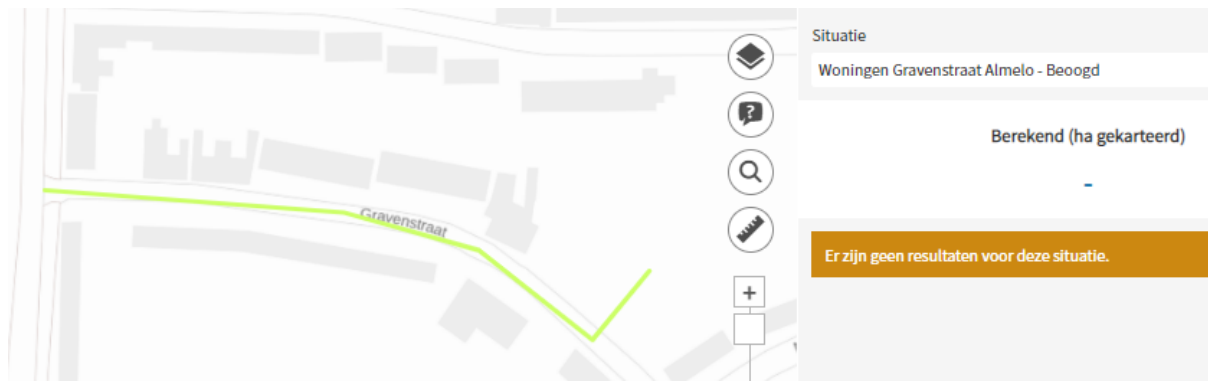 Gravenstraat
?
+
Situatie
Woningen Gravenstraat Almelo - Beoogd
Berekend (ha gekarteerd)
-
Er zijn geen resultaten voor deze situatie.